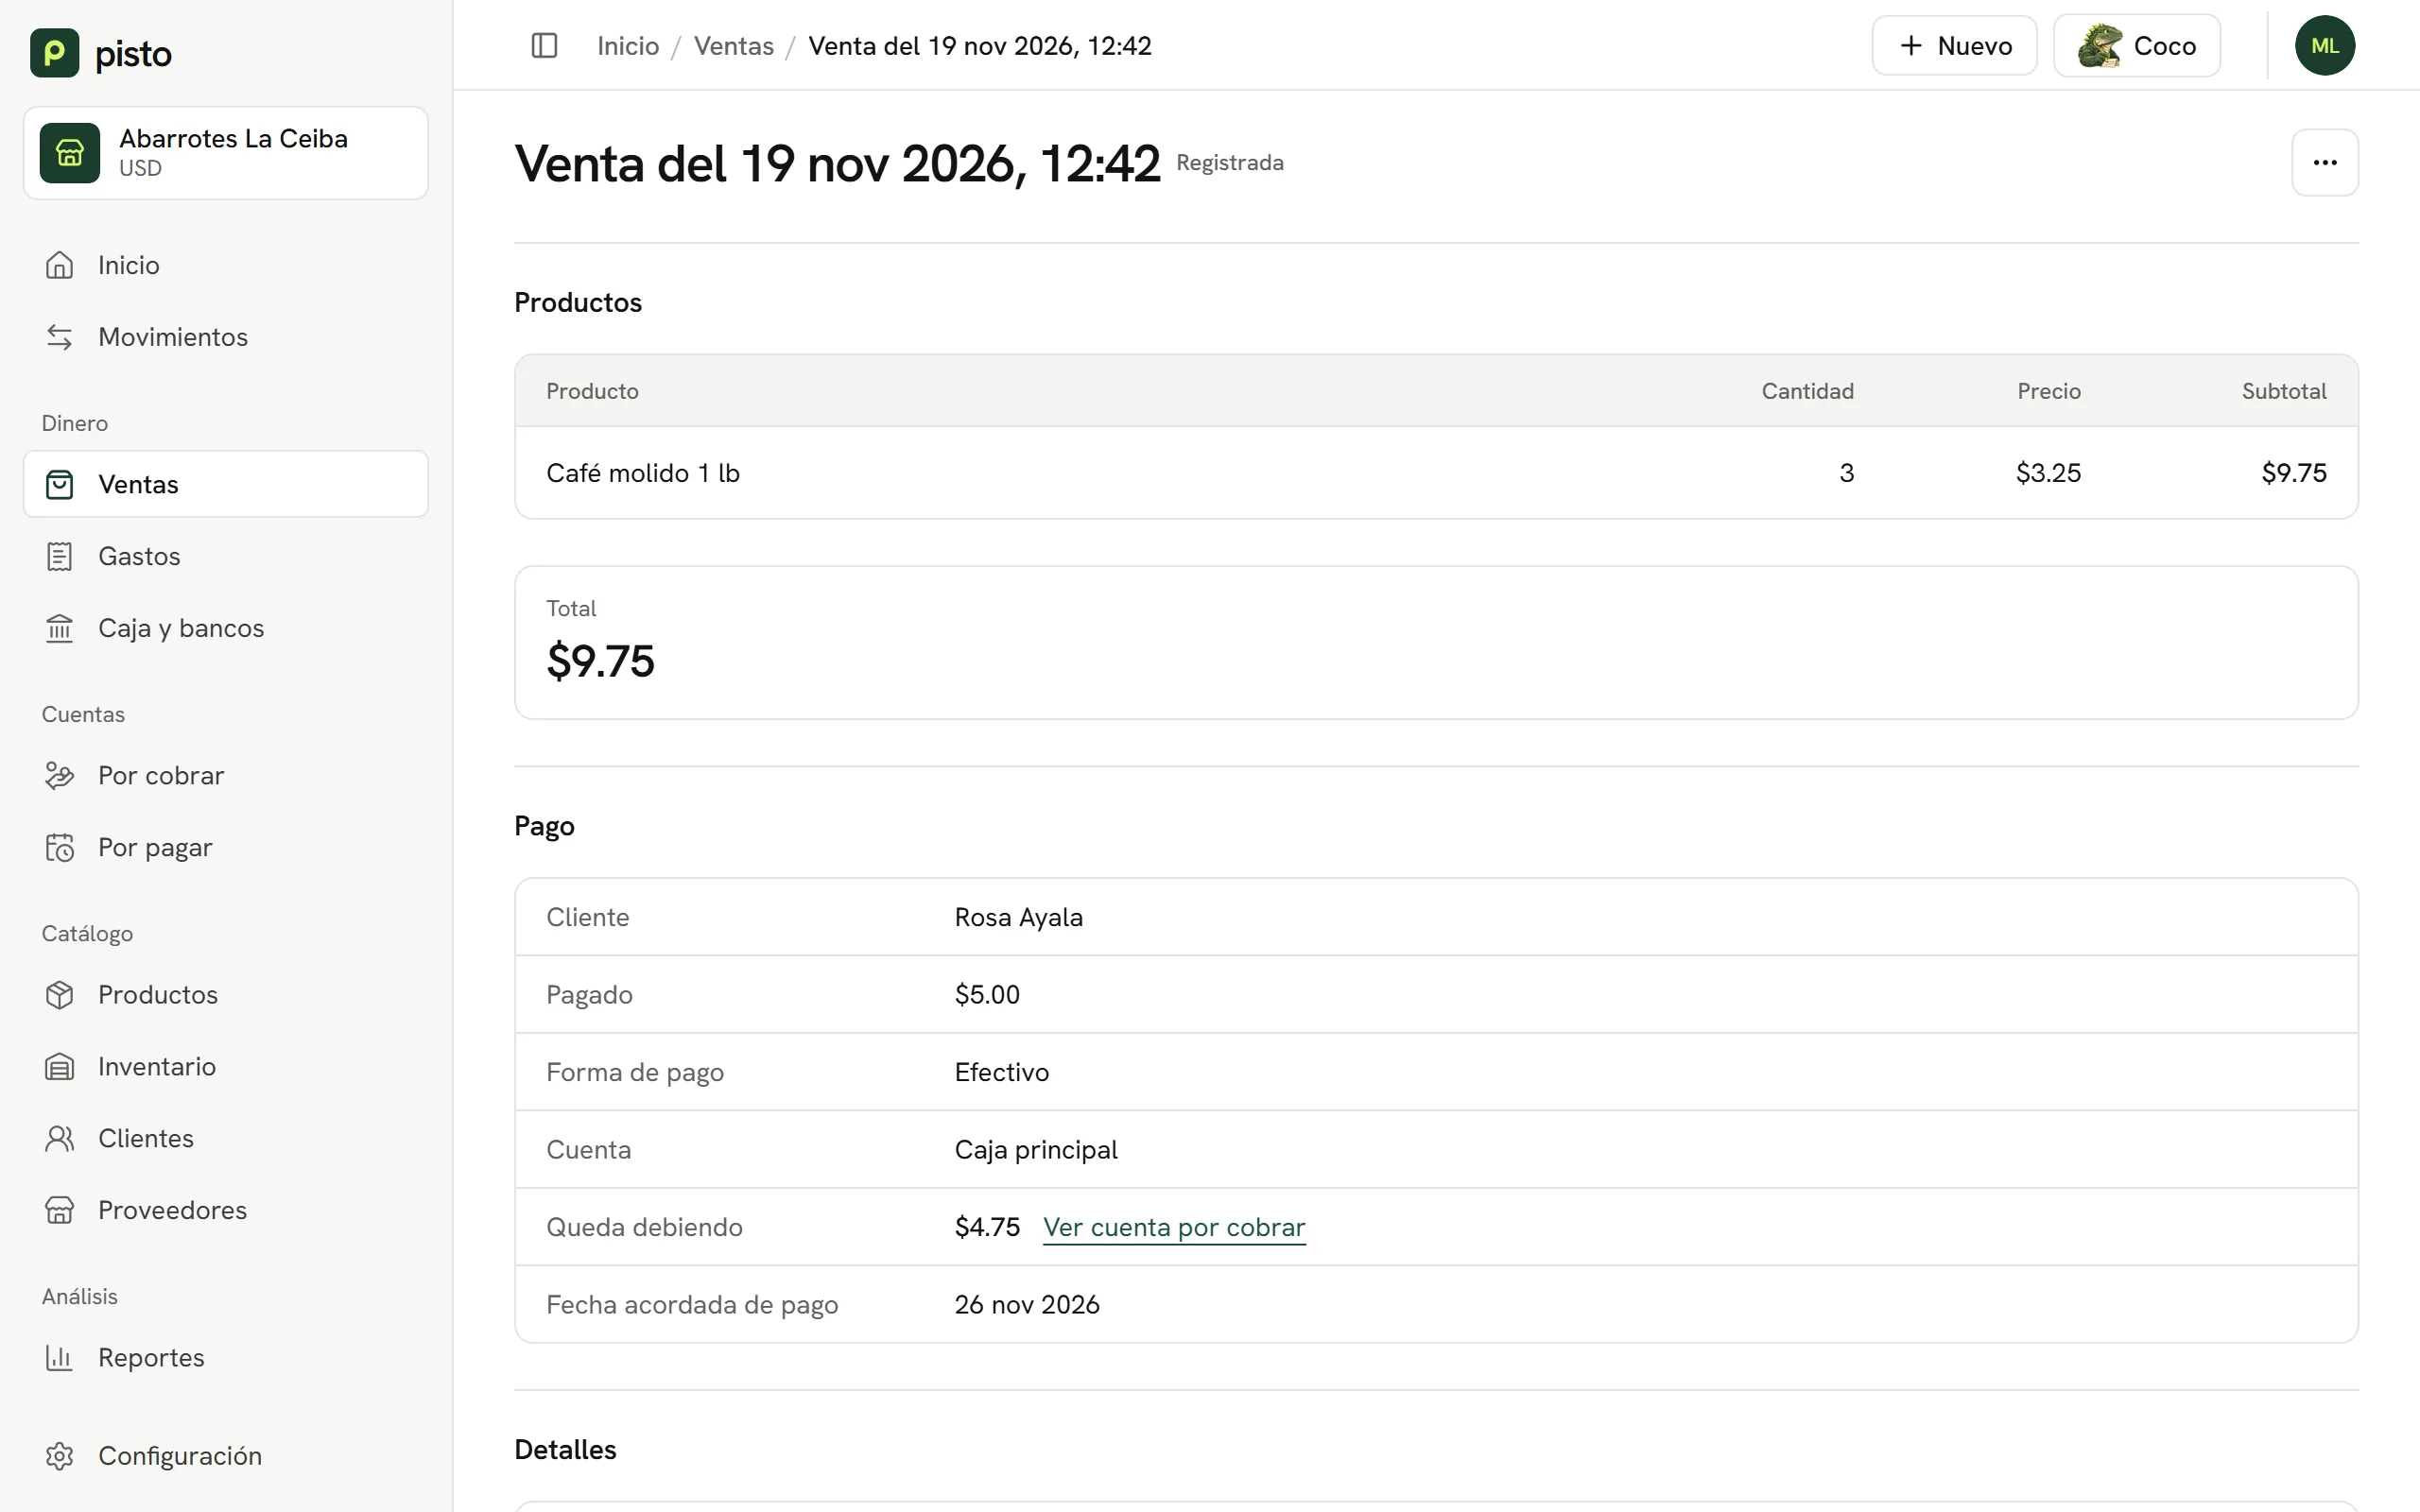 pisto
Abarrotes La Ceiba
USD
Inicio
Movimientos
Dinero
Ventas
Gastos
Caja y bancos
Cuentas
Por cobrar
Por pagar
Catálogo
Productos
Inventario
Clientes
Proveedores
Análisis
Reportes
Configuración
Inicio / Ventas / Venta del 19 nov 2026, 12:42
+ Nuevo
Coco
ML
Venta del 19 nov 2026, 12:42 Registrada
Productos
Producto Cantidad Precio Subtotal
Café molido 1 lb 3 $3.25 $9.75
Total
$9.75
Pago
Cliente Rosa Ayala
Pagado $5.00
Forma de pago Efectivo
Cuenta Caja principal
Queda debiendo $4.75 Ver cuenta por cobrar
Fecha acordada de pago 26 nov 2026
Detalles